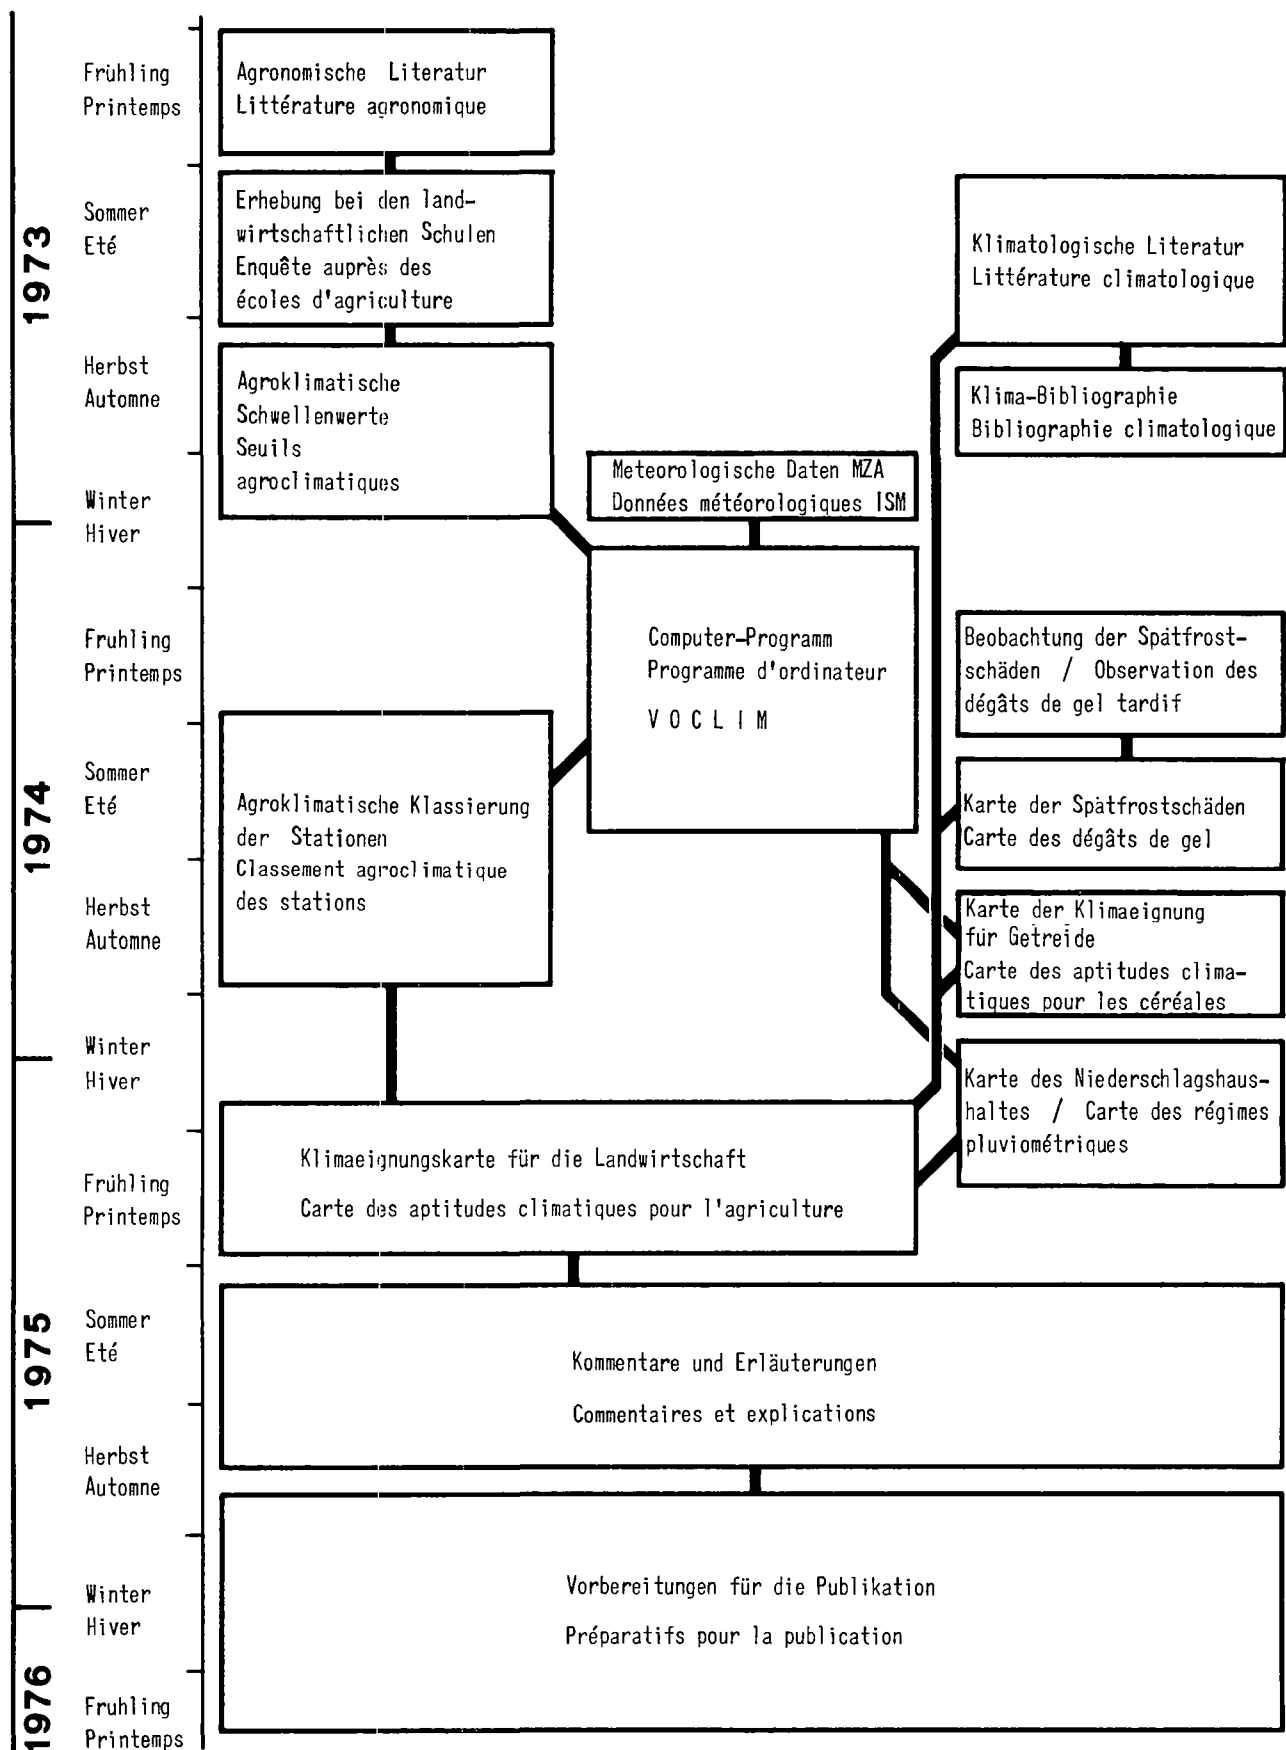 1973
Frühling
Printemps
Sommer
Eté
Herbst
Automne
Winter
Hiver
1974
Fruhling
Printemps
Sommer
Eté
Herbst
Automne
Winter
Hiver
1975
Frühling
Printemps
Sommer
Eté
Herbst
Automne
Winter
Hiver
1976
Fruhling
Printemps
Agronomische Literatur
Littérature agronomique
Erhebung bei den land-
wirtschaftlichen Schulen
Enquête auprès des
écoles d'agriculture
Agroklimatische
Schwellenwerte
Seuils
agroclimatiques
Klimatologische Literatur
Littérature climatologique
Klima-Bibliographie
Bibliographie climatologique
Meteorologische Daten MZA
Données météorologiques ISM
Computer-Programm
Programme d'ordinateur
V O C L I M
Beobachtung der Spätfrost-
schäden / Observation des
dégâts de gel tardif
Agroklimatische Klassierung
der Stationen
Classement agroclimatique
des stations
Karte der Spätfrostschäden
Carte des dégâts de gel
Karte der Klimaeignung
für Getreide
Carte des aptitudes clima-
tiques pour les céréales
Karte des Niederschlagshaus-
haltes / Carte des régimes
pluviométriques
Klimaeignungskarte für die Landwirtschaft
Carte des aptitudes climatiques pour l'agriculture
Kommentare und Erläuterungen
Commentaires et explications
Vorbereitungen für die Publikation
Préparatifs pour la publication